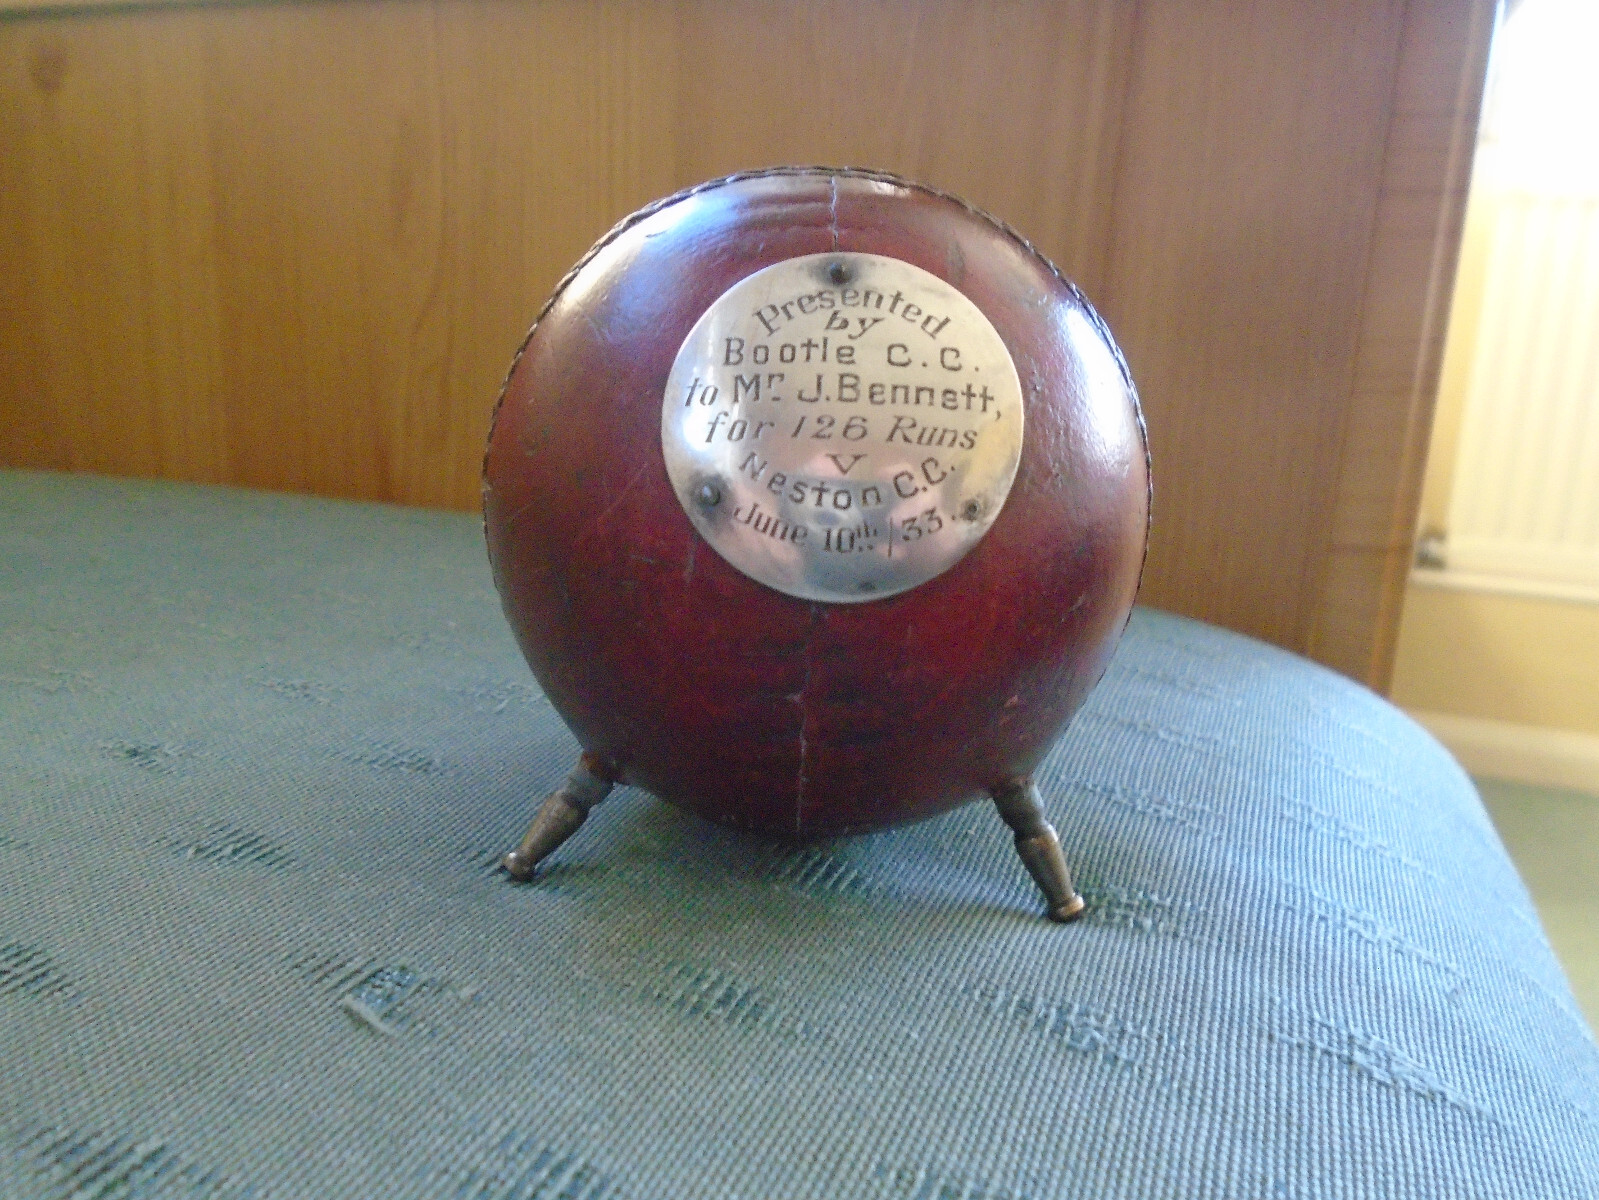 Presented
by
Bootle C.C.
to Mr. J. Bennett,
for 126 Runs
V
Neston C.C.
June 10th /33.